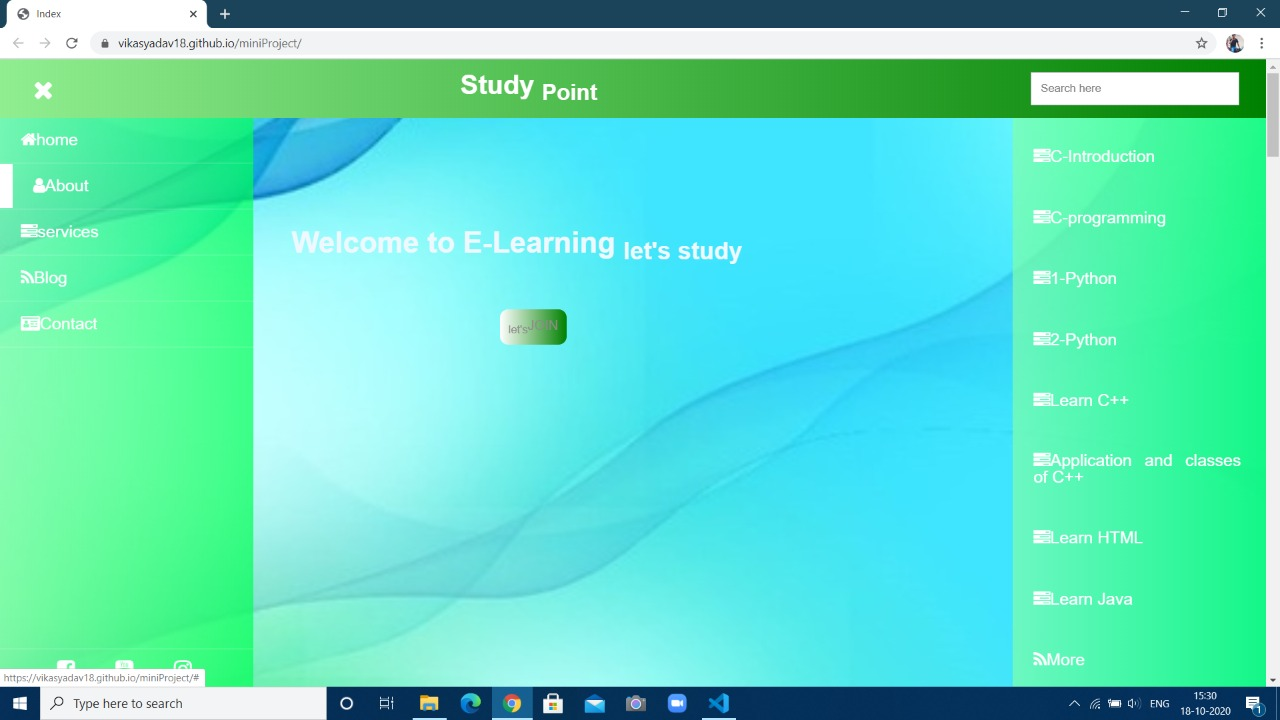 Index
vikasyadav18.github.io/miniProject/
Study Point
Search here
home
About
services
Blog
Contact
Welcome to E-Learning let's study
let's JOIN
C-Introduction
C-programming
1-Python
2-Python
Learn C++
Application and classes
of C++
Learn HTML
Learn Java
More
https://vikasyadav18.github.io/miniProject/#
Type here to search
ENG
15:30
18-10-2020
1